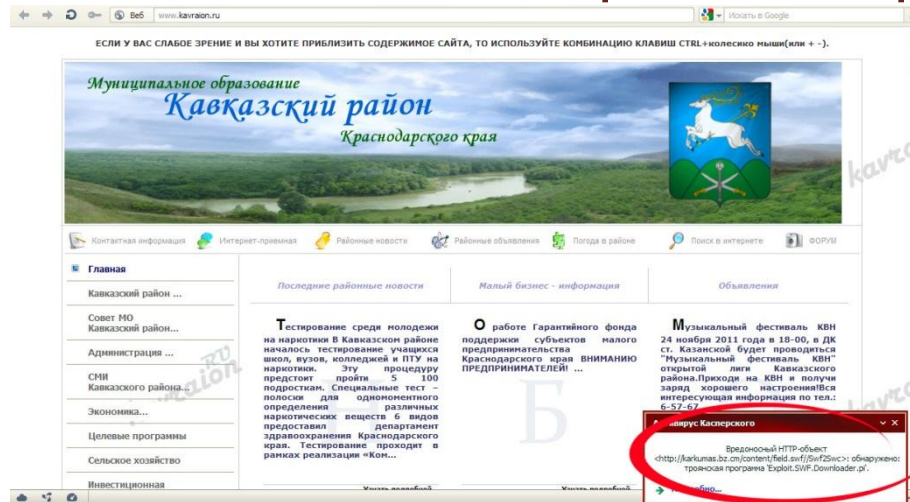 Веб www.kavraion.ru
Искать в Google
ЕСЛИ У ВАС СЛАБОЕ ЗРЕНИЕ И ВЫ ХОТИТЕ ПРИБЛИЗИТЬ СОДЕРЖИМОЕ САЙТА, ТО ИСПОЛЬЗУЙТЕ КОМБИНАЦИЮ КЛАВИШ CTRL+колесико мыши(или + -).
Муниципальное образование
Кавказский район
Краснодарского края
Контактная информация
Интернет-приемная
Районные новости
Районные объявления
Погода в районе
Поиск в интернете
ФОРУМ
Главная
Кавказский район ...
Совет МО
Кавказский район...
Администрация ...
СМИ
Кавказского района...
Экономика...
Целевые программы
Сельское хозяйство
Инвестиционная
Последние районные новости
Тестирование среди молодежи
на наркотики В Кавказском районе
началось тестирование учащихся
школ, вузов, колледжей и ПТУ на
наркотики. Эту процедуру
предстоит пройти 5 100
подросткам. Специальные тест –
полоски для одномоментного
определения различных
наркотических веществ 6 видов
предоставил департамент
здравоохранения Краснодарского
края. Тестирование проходит в
рамках реализации «Ком...
Узнать подробней
Малый бизнес - информация
О работе Гарантийного фонда
поддержки субъектов малого
предпринимательства
Краснодарского края ВНИМАНИЮ
ПРЕДПРИНИМАТЕЛЕЙ! ...
Узнать подробней
Объявления
Музыкальный фестиваль КВН
24 ноября 2011 года в 18-00, в ДК
ст. Казанской будет проводиться
"Музыкальный фестиваль КВН"
открытой лиги Кавказского
района.Приходи на КВН и получи
заряд хорошего настроения!Вся
интересующая информация по тел.:
6-57-67
Антивирус Касперского
Вредоносный HTTP-объект
<http://karkumas.bz.cm/content/field.swf//Swf2Swc>: обнаружено:
троянская программа 'Exploit.SWF.Downloader.pi'.